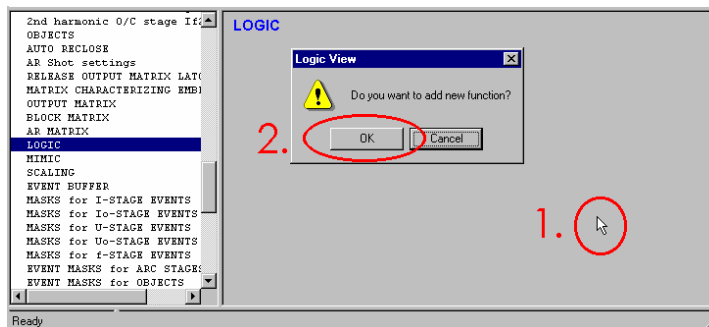 2nd harmonic O/C stage If2
OBJECTS
AUTO RECLOSE
AR Shot settings
RELEASE OUTPUT MATRIX LAT
MATRIX CHARACTERIZING EMB
OUTPUT MATRIX
BLOCK MATRIX
AR MATRIX
LOGIC
MIMIC
SCALING
EVENT BUFFER
MASKS for I-STAGE EVENTS
MASKS for Io-STAGE EVENTS
MASKS for U-STAGE EVENTS
MASKS for Uo-STAGE EVENTS
MASKS for f-STAGE EVENTS
EVENT MASKS for ARC STAGES
EVENT MASKS for OBJECTS
LOGIC
Logic View
Do you want to add new function?
2.
OK
Cancel
1.
Ready